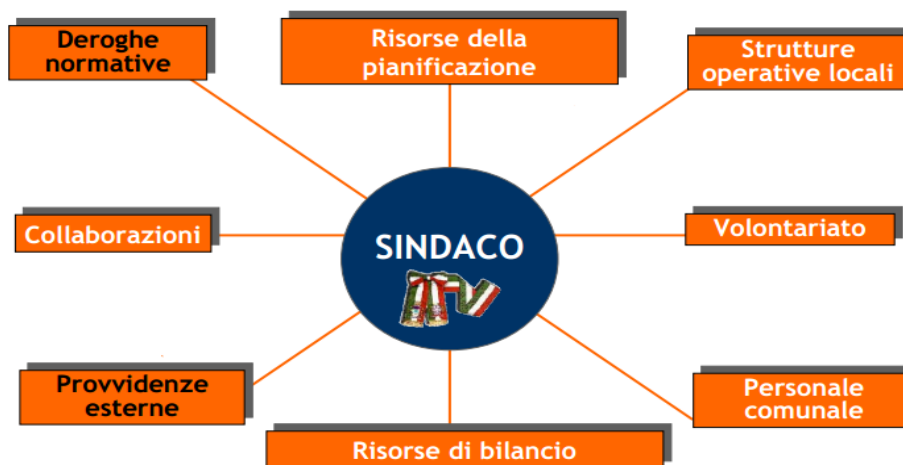 Deroghe
normative
Risorse della
pianificazione
Strutture
operative locali
Collaborazioni
SINDACO
Volontariato
Provvidenze
esterne
Risorse di bilancio
Personale
comunale